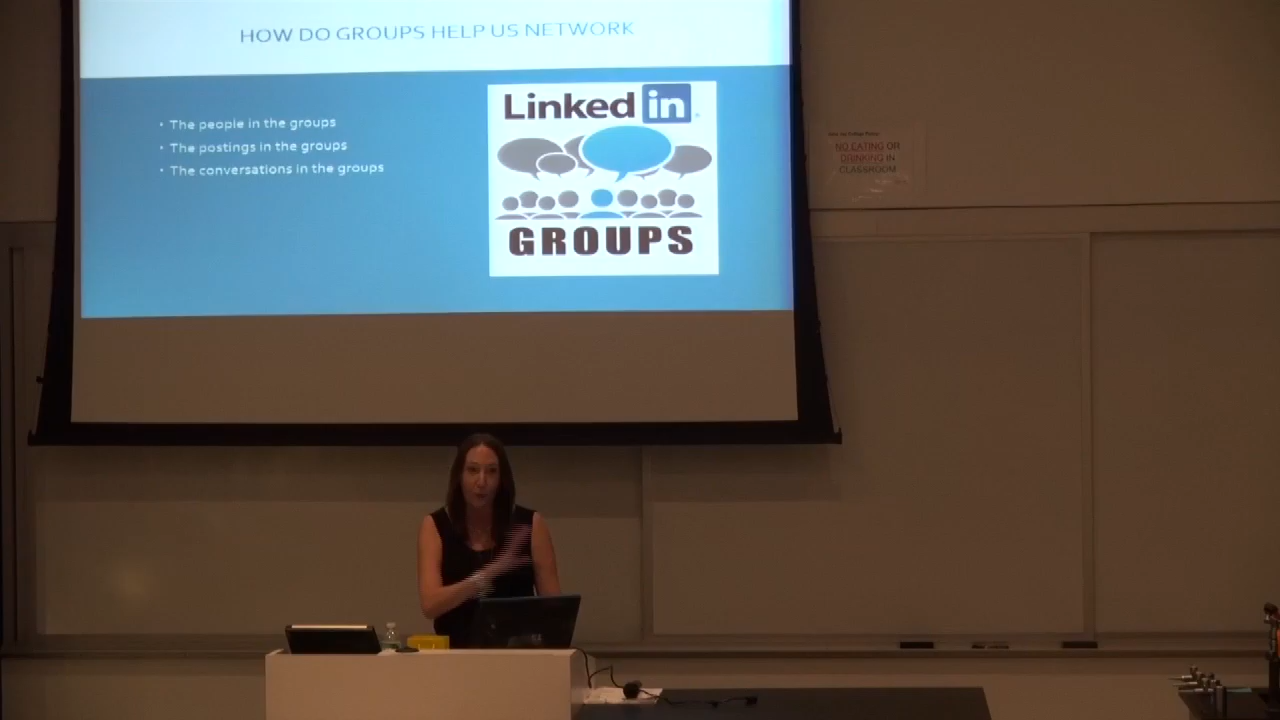 HOW DO GROUPS HELP US NETWORK
• The people in the groups
• The postings in the groups
• The conversations in the groups
Linked in
GROUPS
NO EATING OR
DRINKING IN
CLASSROOM